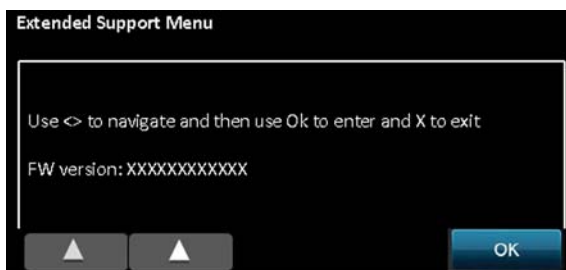 Extended Support Menu
Use <> to navigate and then use Ok to enter and X to exit
FW version: XXXXXXXXXXXX
OK